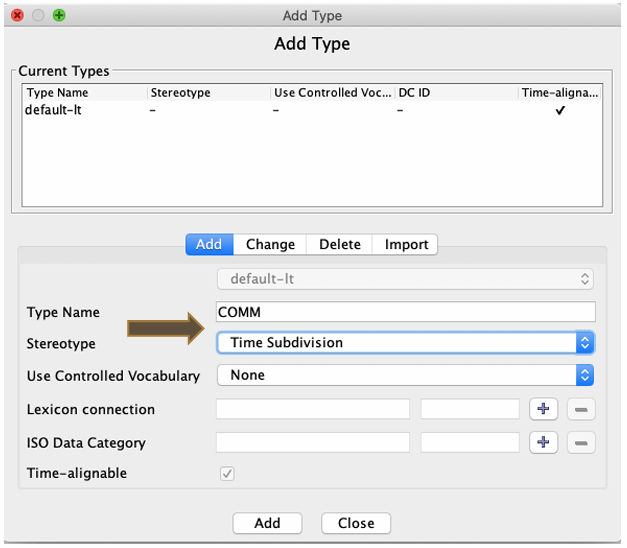 Add Type
Add Type
Current Types
Type Name Stereotype Use Controlled Voc... DC ID Time-aligna...
default-lt - - - ✔
Add Change Delete Import
default-lt
Type Name COMM
Stereotype Time Subdivision
Use Controlled Vocabulary None
Lexicon connection
ISO Data Category
Time-alignable
Add Close